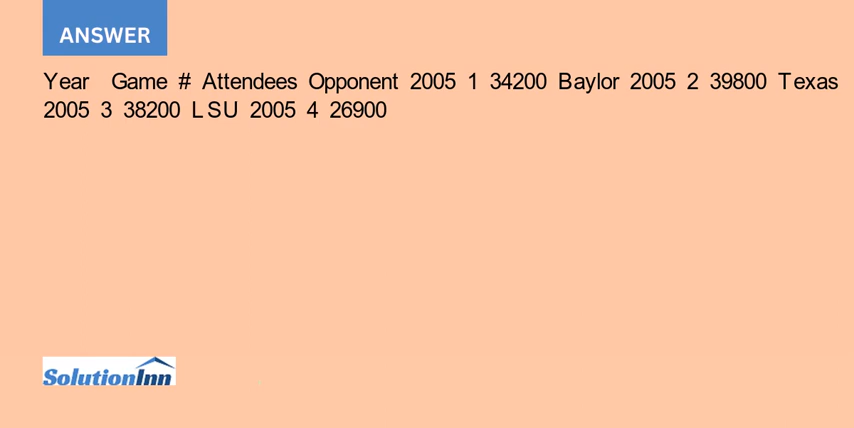 ANSWER
Year Game # Attendees Opponent 2005 1 34200 Baylor 2005 2 39800 Texas
2005 3 38200 LSU 2005 4 26900
SolutionInn